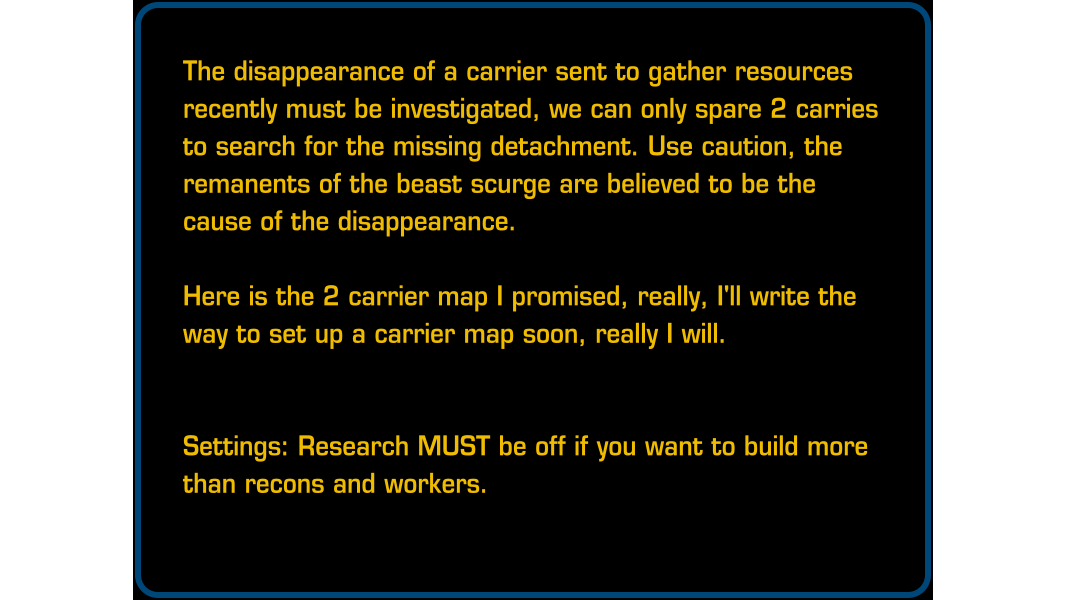 The disappearance of a carrier sent to gather resources
recently must be investigated, we can only spare 2 carries
to search for the missing detachment. Use caution, the
remanents of the beast scurge are believed to be the
cause of the disappearance.
Here is the 2 carrier map I promised, really, I'll write the
way to set up a carrier map soon, really I will.
Settings: Research MUST be off if you want to build more
than recons and workers.